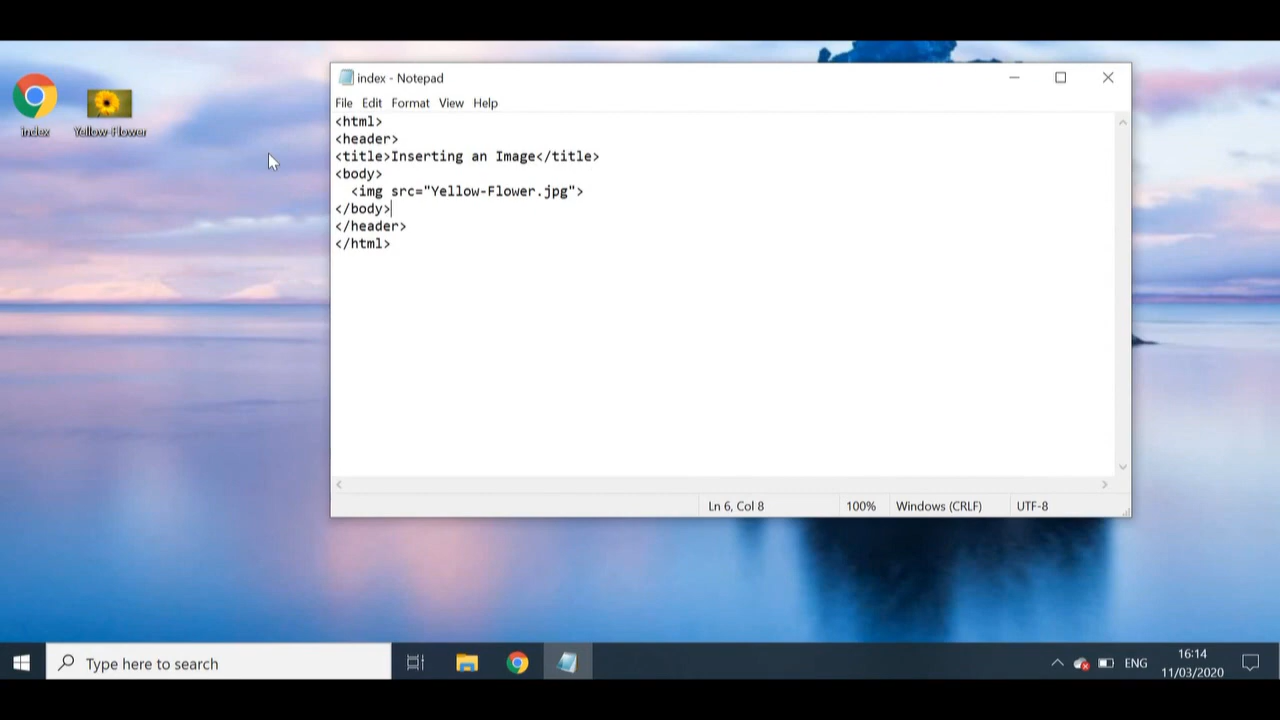 index - Notepad
File Edit Format View Help
<html>
<header>
<title>Inserting an Image</title>
<body>
  <img src="Yellow-Flower.jpg">
</body>
</header>
</html>
Ln 6, Col 8 100% Windows (CRLF) UTF-8
index Yellow-Flower
Type here to search
ENG
16:14
11/03/2020